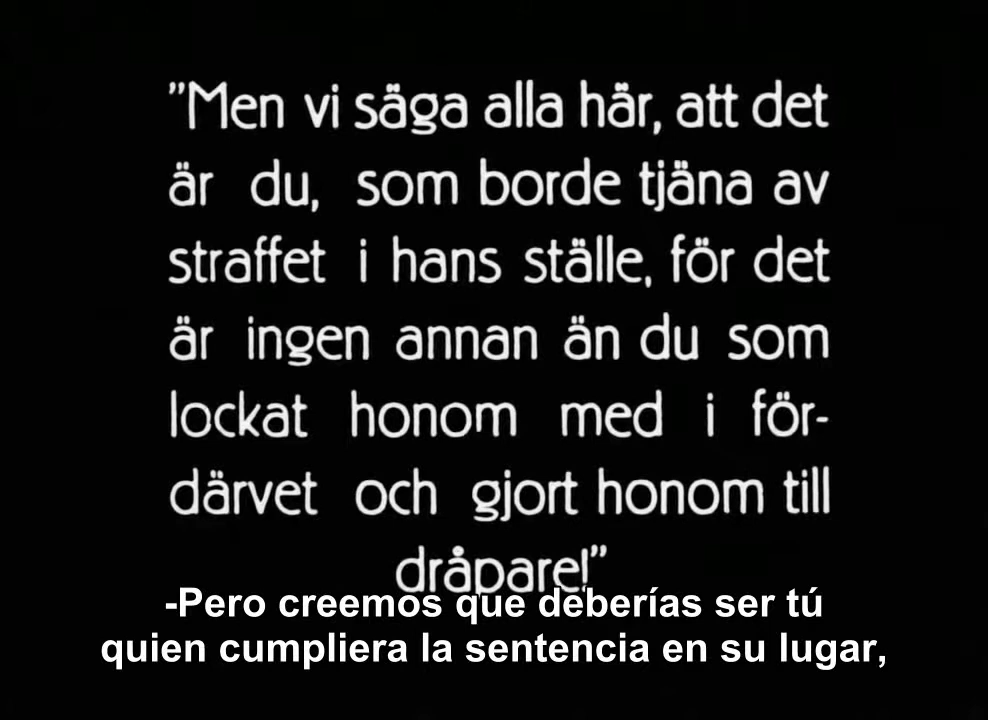 "Men vi säga alla här, att det
är du, som borde tjäna av
straffet i hans ställe, för det
är ingen annan än du som
lockat honom med i för-
därvet och gjort honom till
dråpare!"
-Pero creemos que deberías ser tú
quien cumpliera la sentencia en su lugar,